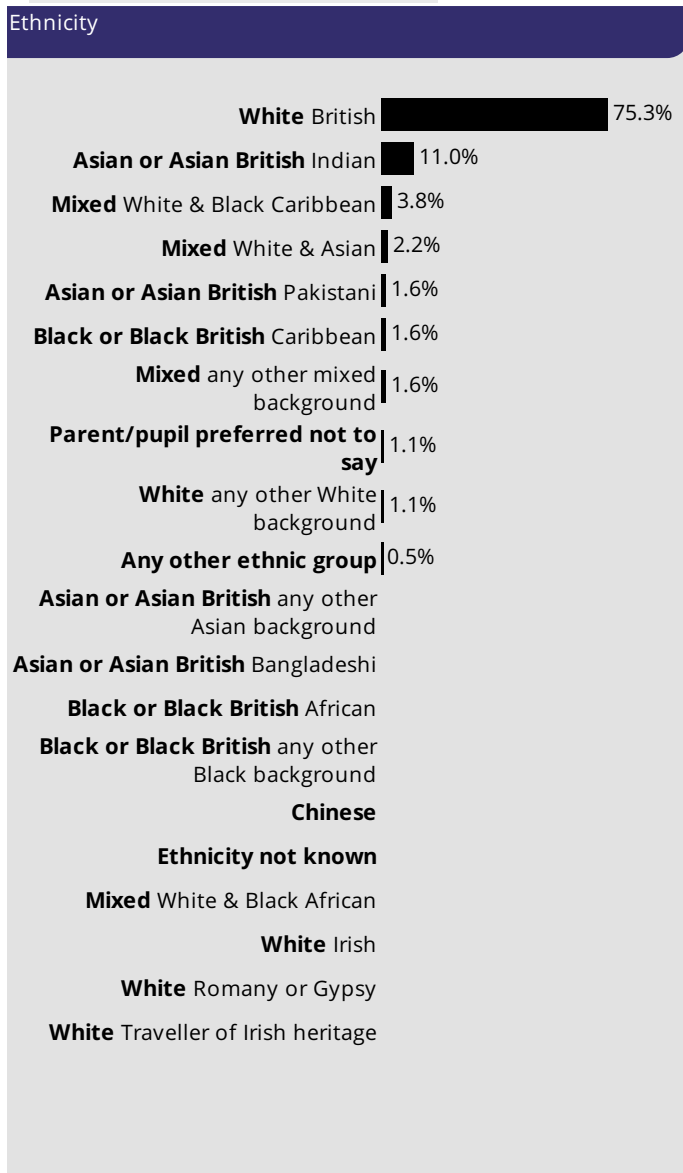 Ethnicity
White British 75.3%
Asian or Asian British Indian 11.0%
Mixed White & Black Caribbean 3.8%
Mixed White & Asian 2.2%
Asian or Asian British Pakistani 1.6%
Black or Black British Caribbean 1.6%
Mixed any other mixed
background 1.6%
Parent/pupil preferred not to
say 1.1%
White any other White
background 1.1%
Any other ethnic group 0.5%
Asian or Asian British any other
Asian background
Asian or Asian British Bangladeshi
Black or Black British African
Black or Black British any other
Black background
Chinese
Ethnicity not known
Mixed White & Black African
White Irish
White Romany or Gypsy
White Traveller of Irish heritage